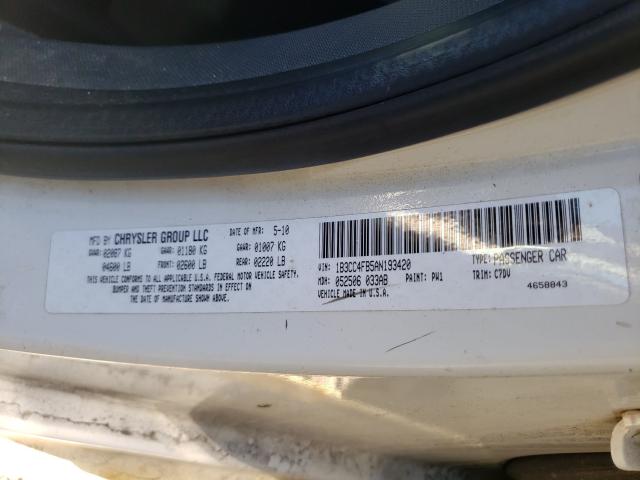 MFD BY CHRYSLER GROUP LLC DATE OF MFR: 5-10
GVWR: 02087 KG GAWR: 01180 KG GAWR: 01007 KG
04600 LB FRONT: 02600 LB REAR: 02220 LB
THIS VEHICLE CONFORMS TO ALL APPLICABLE U.S.A. FEDERAL MOTOR VEHICLE SAFETY,
BUMPER AND THEFT PREVENTION STANDARDS IN EFFECT ON
THE DATE OF MANUFACTURE SHOWN ABOVE.
VIN: 1B3CC4FB5AN193420 TYPE: PASSENGER CAR
MDH: 052506 033AB PAINT: PW1 TRIM: C7DV
VEHICLE MADE IN U.S.A. 4658843